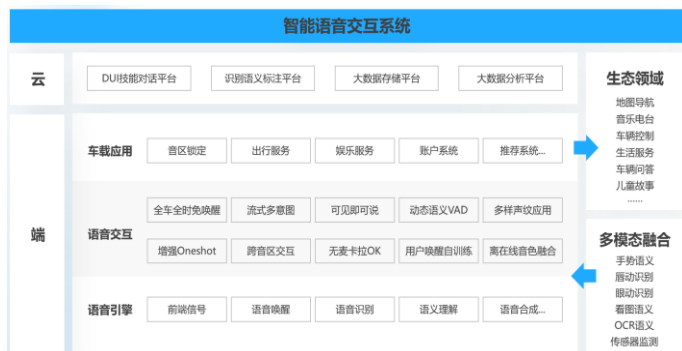 智能语音交互系统
云
DUI技能对话平台
识别语义标注平台
大数据存储平台
大数据分析平台
端
车载应用
音区锁定
出行服务
娱乐服务
账户系统
推荐系统...
语音交互
全车全时免唤醒
流式多意图
可见即可说
动态语义VAD
多样声纹应用
增强Oneshot
跨音区交互
无麦卡拉OK
用户唤醒自训练
离在线音色融合
语音引擎
前端信号
语音唤醒
语音识别
语义理解
语音合成...
生态领域
地图导航
音乐电台
车辆控制
生活服务
车辆问答
儿童故事
......
多模态融合
手势语义
唇动识别
眼动识别
看图语义
OCR语义
传感器监测